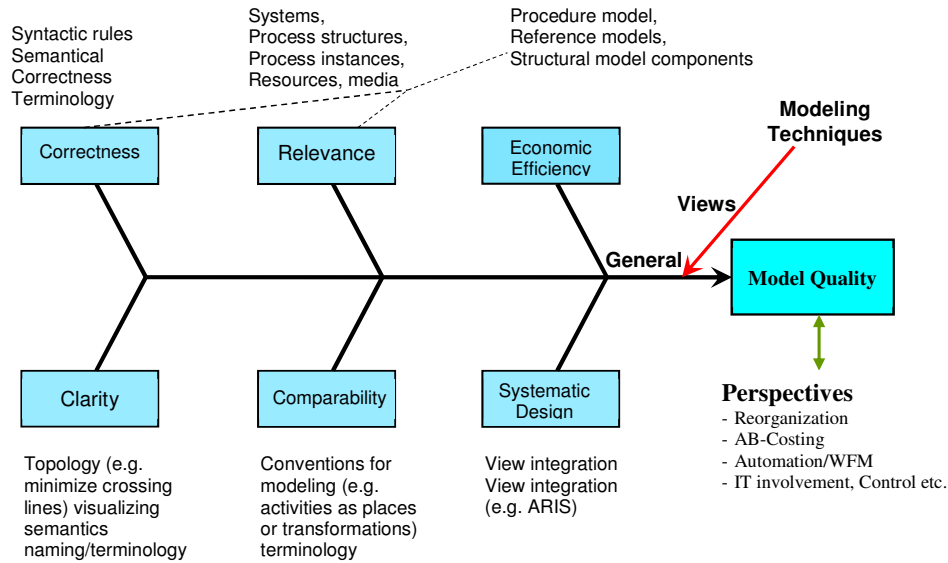 Syntactic rules
Semantical
Correctness
Terminology
Systems,
Process structures,
Process instances,
Resources, media
Procedure model,
Reference models,
Structural model components
Correctness
Relevance
Economic
Efficiency
Modeling
Techniques
Views
General
Model Quality
Clarity
Comparability
Systematic
Design
Perspectives
- Reorganization
- AB-Costing
- Automation/WFM
- IT involvement, Control etc.
Topology (e.g.
minimize crossing
lines) visualizing
semantics
naming/terminology
Conventions for
modeling (e.g.
activities as places
or transformations)
terminology
View integration
View integration
(e.g. ARIS)